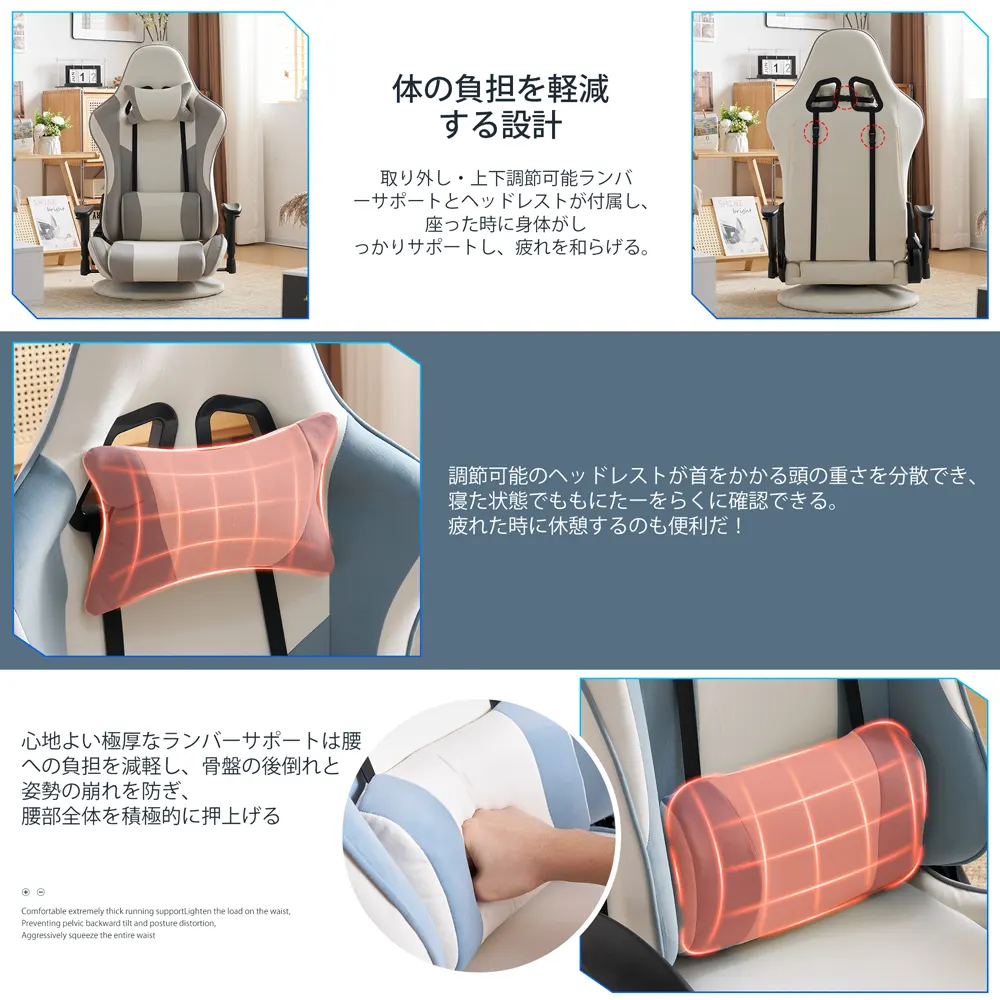 体の負担を軽減
する設計
取り外し・上下調節可能ランバ
ーサポートとヘッドレストが付属し、
座った時に身体がし
っかりサポートし、疲れを和らげる。
調節可能のヘッドレストが首をかかる頭の重さを分散でき、
寝た状態でももにたーをらくに確認できる。
疲れた時に休憩するのも便利だ！
心地よい極厚なランバーサポートは腰
への負担を減軽し、骨盤の後倒れと
姿勢の崩れを防ぎ、
腰部全体を積極的に押上げる
Comfortable extremely thick running supportLighten the load on the waist,
Preventing pelvic backward tilt and posture distortion,
Aggressively squeeze the entire waist